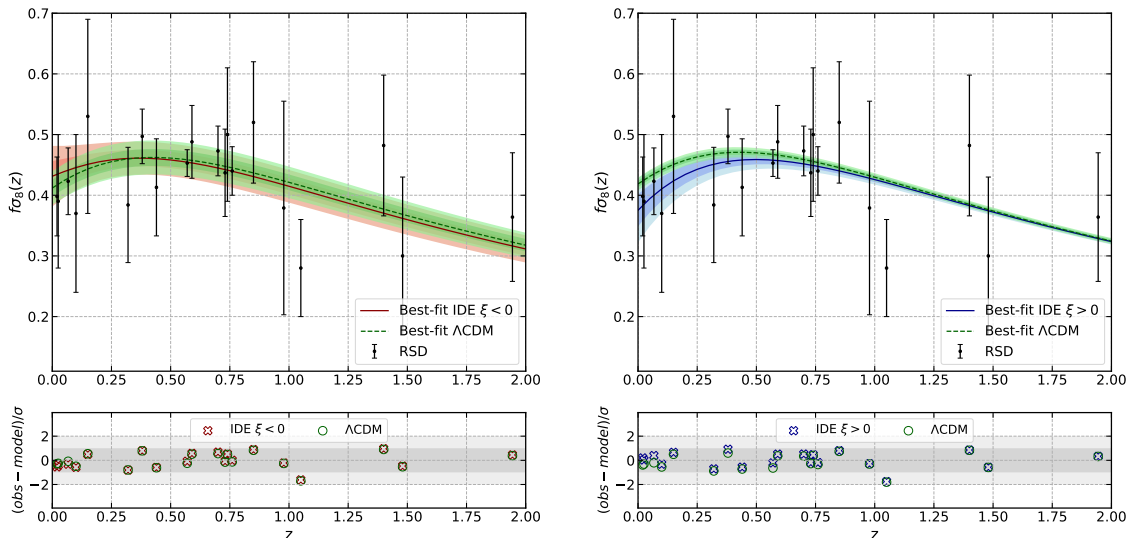 0.7
0.6
0.5
0.4
0.3
0.2
fσ₈(z)
Best-fit IDE ξ < 0
Best-fit ΛCDM
RSD
0.00 0.25 0.50 0.75 1.00 1.25 1.50 1.75 2.00
IDE ξ < 0 ΛCDM
2
0
−2
(obs − model)/σ
0.00 0.25 0.50 0.75 1.00 1.25 1.50 1.75 2.00
z
0.7
0.6
0.5
0.4
0.3
0.2
fσ₈(z)
Best-fit IDE ξ > 0
Best-fit ΛCDM
RSD
0.00 0.25 0.50 0.75 1.00 1.25 1.50 1.75 2.00
IDE ξ > 0 ΛCDM
2
0
−2
(obs − model)/σ
0.00 0.25 0.50 0.75 1.00 1.25 1.50 1.75 2.00
z